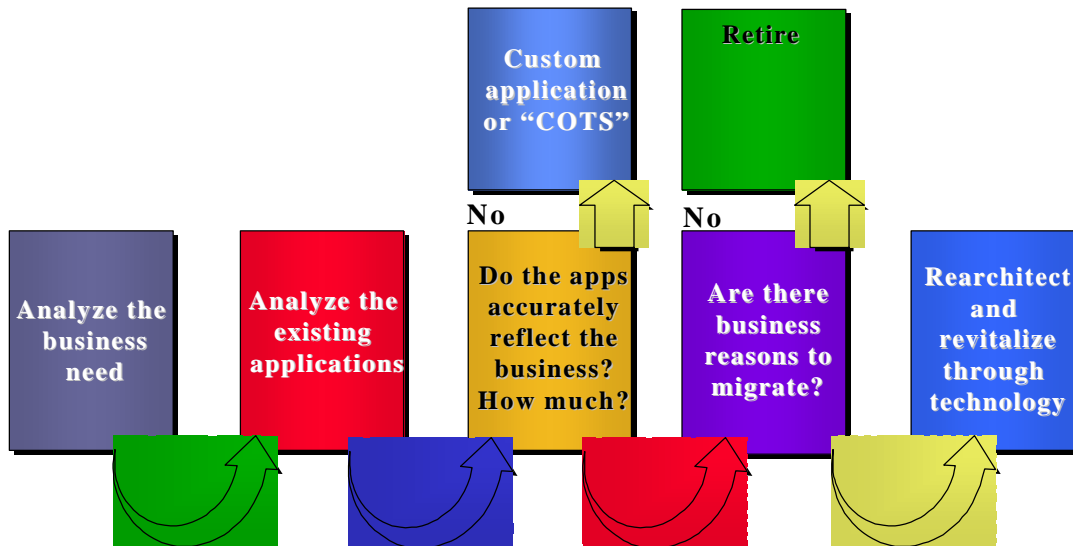 Custom
application
or “COTS”
Retire
No
No
Analyze the
business
need
Analyze the
existing
applications
Do the apps
accurately
reflect the
business?
How much?
Are there
business
reasons to
migrate?
Rearchitect
and
revitalize
through
technology